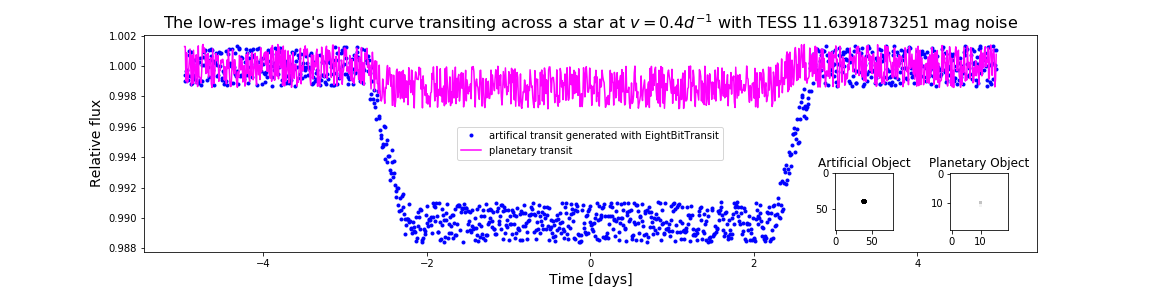 The low-res image's light curve transiting across a star at v = 0.4d⁻¹ with TESS 11.6391873251 mag noise
Relative flux
1.002
1.000
0.998
0.996
0.994
0.992
0.990
0.988
artifical transit generated with EightBitTransit
planetary transit
Artificial Object
0
50
0 50
Planetary Object
0
10
0 10
−4 −2 0 2 4
Time [days]